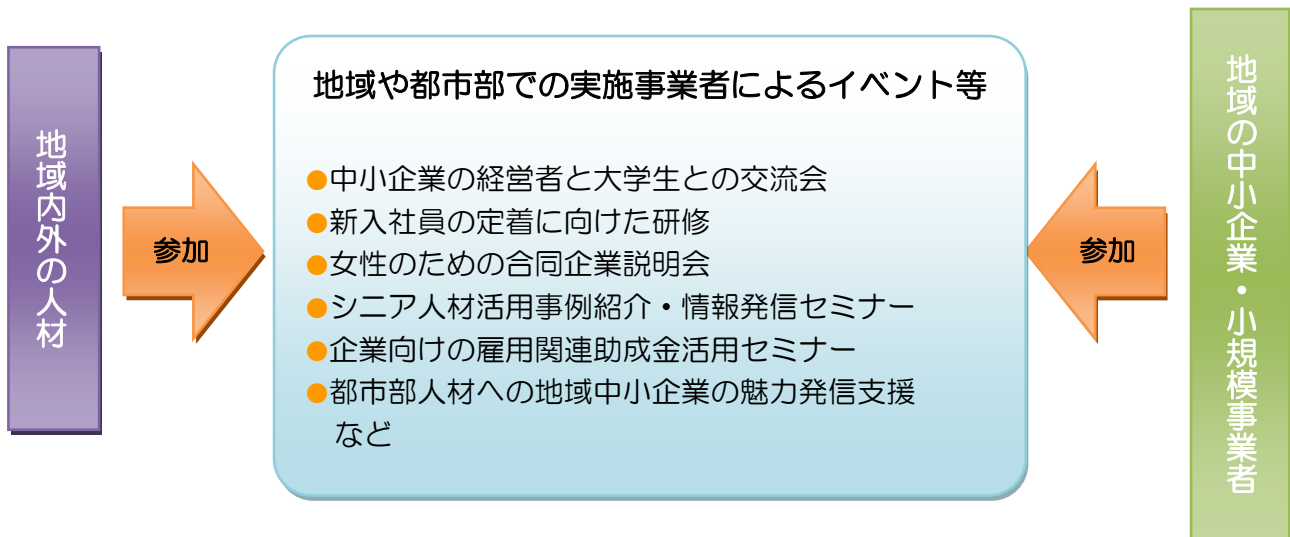 地域内外の人材
参加
地域や都市部での実施事業者によるイベント等
●中小企業の経営者と大学生との交流会
●新入社員の定着に向けた研修
●女性のための合同企業説明会
●シニア人材活用事例紹介・情報発信セミナー
●企業向けの雇用関連助成金活用セミナー
●都市部人材への地域中小企業の魅力発信支援
など
参加
地域の中小企業・小規模事業者